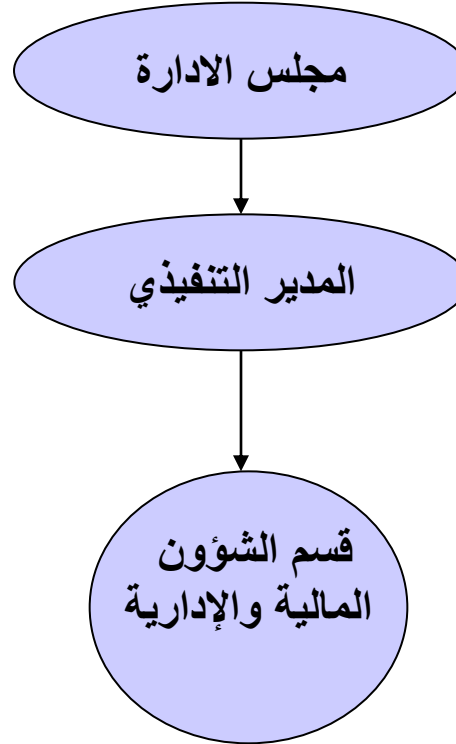 مجلس الادارة
المدير التنفيذي
قسم الشؤون
المالية والإدارية